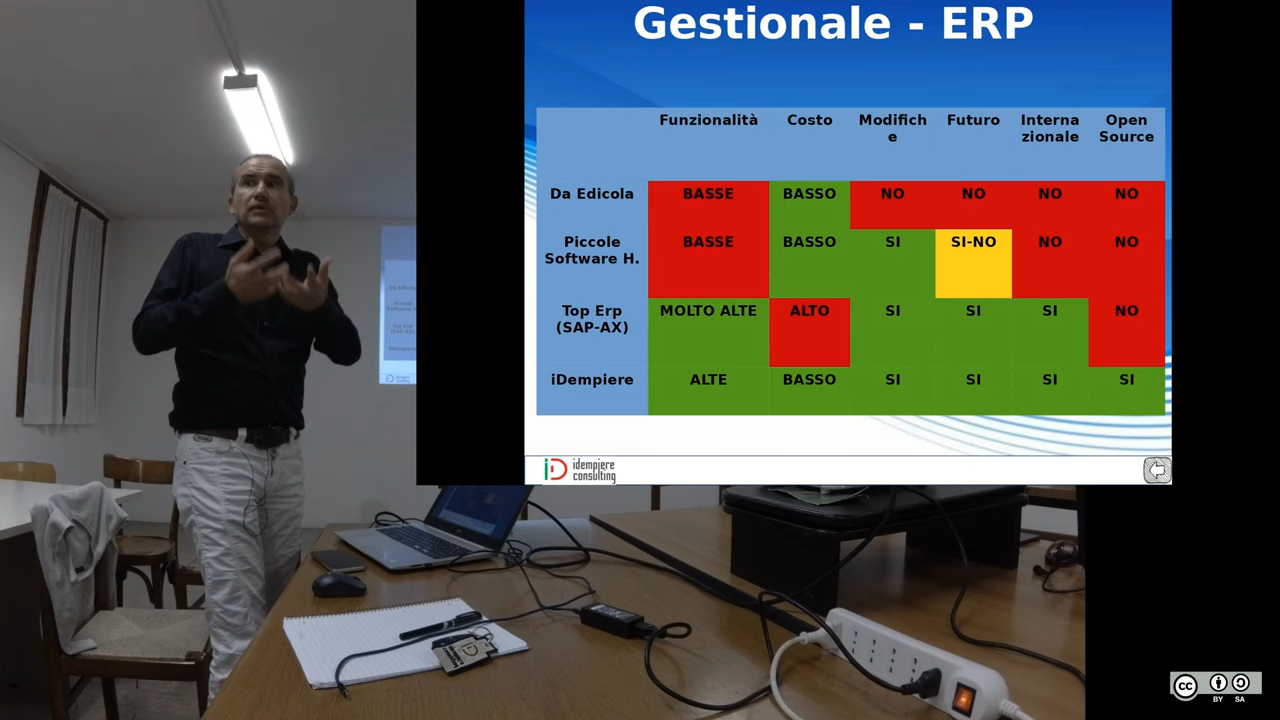 Gestionale - ERP
Funzionalità Costo Modifich Futuro Interna Open
e zionale Source
Da Edicola BASSE BASSO NO NO NO NO
Piccole BASSE BASSO SI SI-NO NO NO
Software H.
Top Erp MOLTO ALTE ALTO SI SI SI NO
(SAP-AX)
iDempiere ALTE BASSO SI SI SI SI
iD idempiere
consulting
cc
BY SA